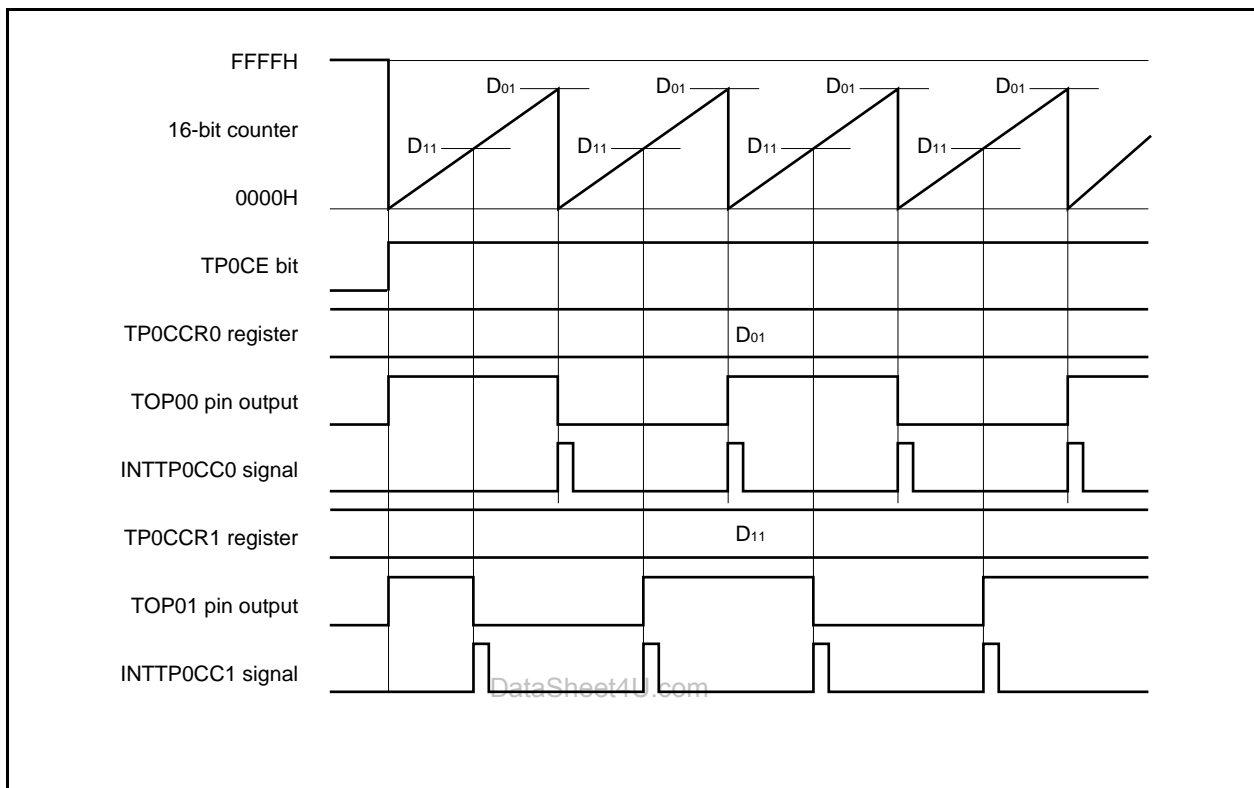 FFFFH
D01 D01 D01 D01
16-bit counter
D11 D11 D11 D11
0000H
TP0CE bit
TP0CCR0 register D01
TOP00 pin output
INTTP0CC0 signal
TP0CCR1 register D11
TOP01 pin output
INTTP0CC1 signal
DataSheet4U.com